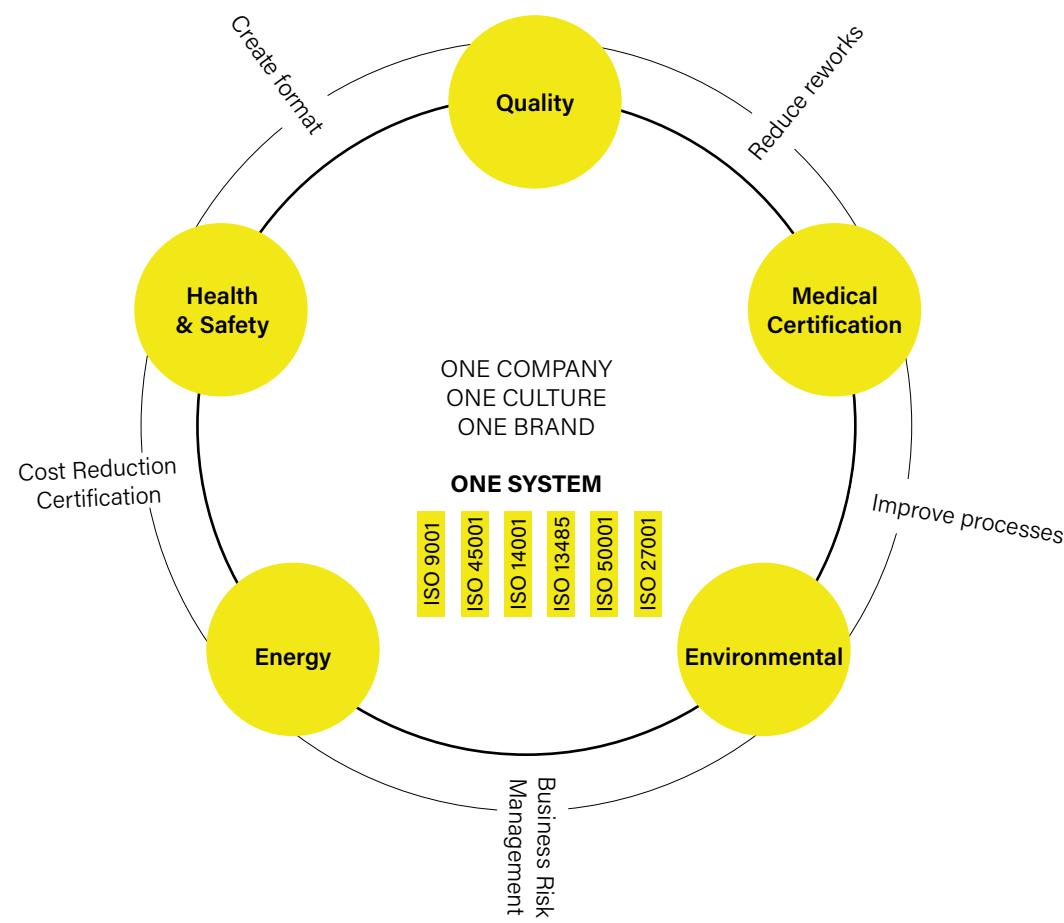 Create format
Quality
Reduce reworks
Health
& Safety
Medical
Certification
ONE COMPANY
ONE CULTURE
ONE BRAND
Cost Reduction
Certification
ONE SYSTEM
ISO 9001
ISO 45001
ISO 14001
ISO 13485
ISO 50001
ISO 27001
Improve processes
Energy
Environmental
Business Risk
Management